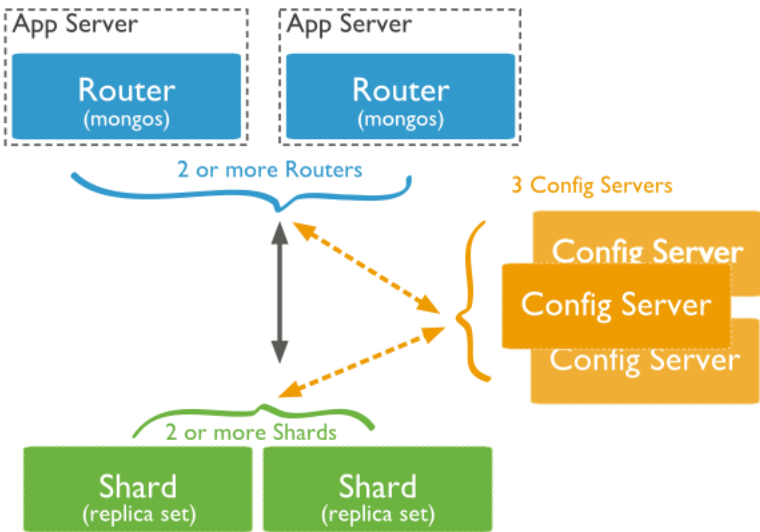 App Server
App Server
Router
(mongos)
Router
(mongos)
2 or more Routers
3 Config Servers
Config Server
Config Server
Config Server
2 or more Shards
Shard
(replica set)
Shard
(replica set)